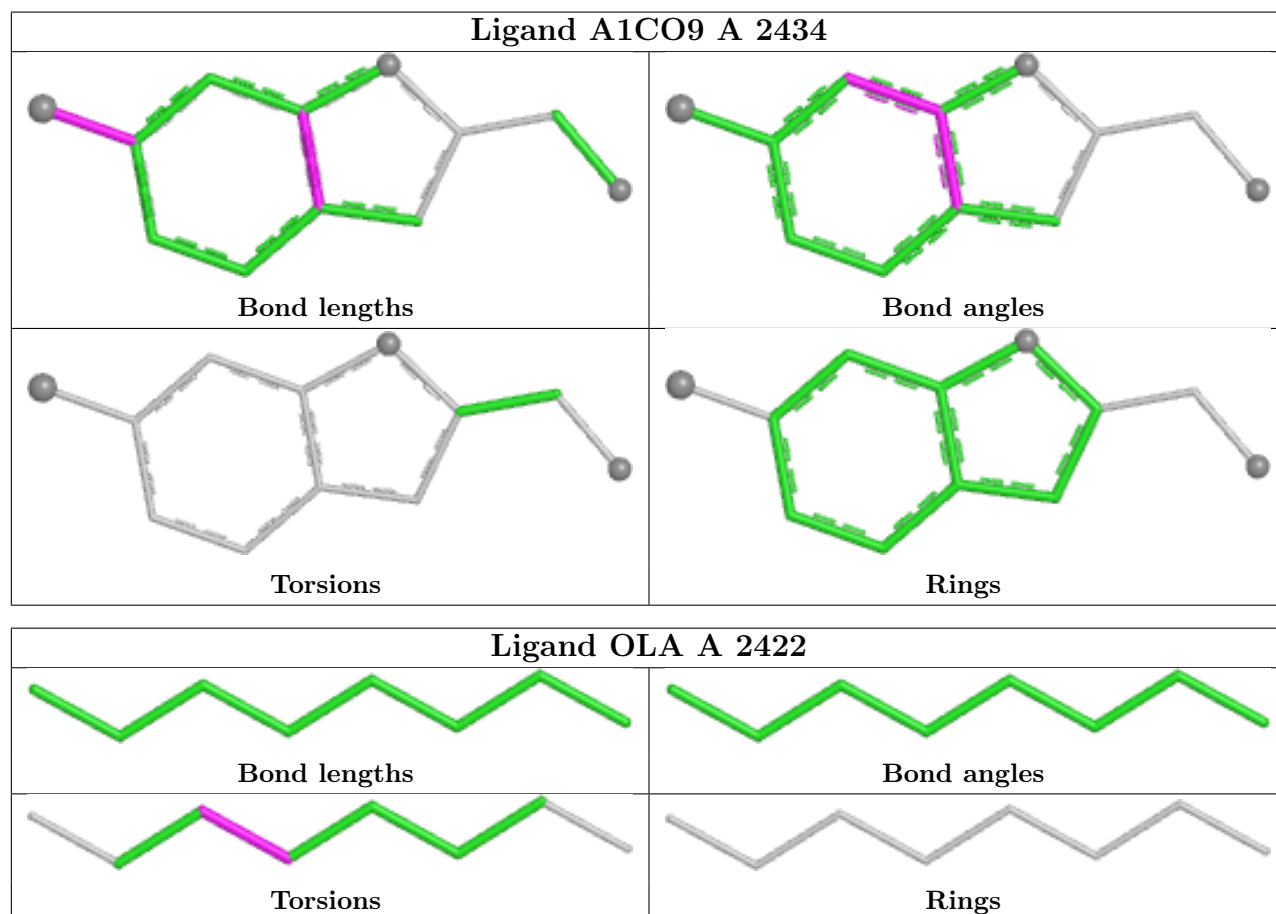 Ligand A1CO9 A 2434
Bond lengths
Bond angles
Torsions
Rings
Ligand OLA A 2422
Bond lengths
Bond angles
Torsions
Rings